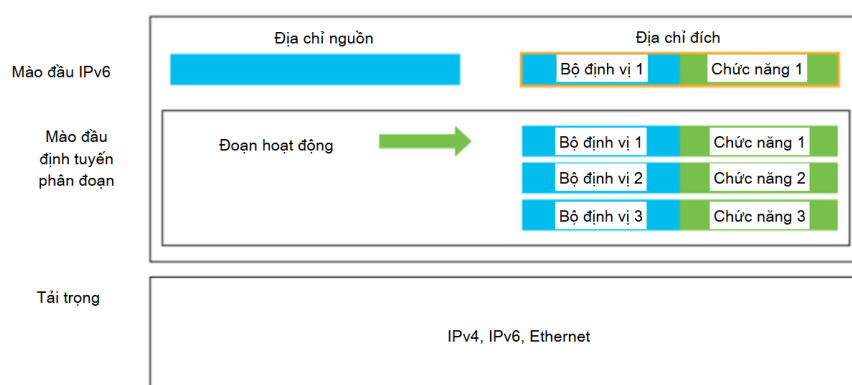 Địa chỉ nguồn
Địa chỉ đích
Mào đầu IPv6
Bộ định vị 1
Chức năng 1
Mào đầu
định tuyến
phân đoạn
Đoạn hoạt động
Bộ định vị 1
Chức năng 1
Bộ định vị 2
Chức năng 2
Bộ định vị 3
Chức năng 3
Tải trọng
IPv4, IPv6, Ethernet